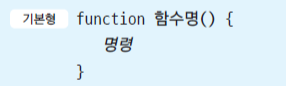 기본형 function 함수명() {
명령
}